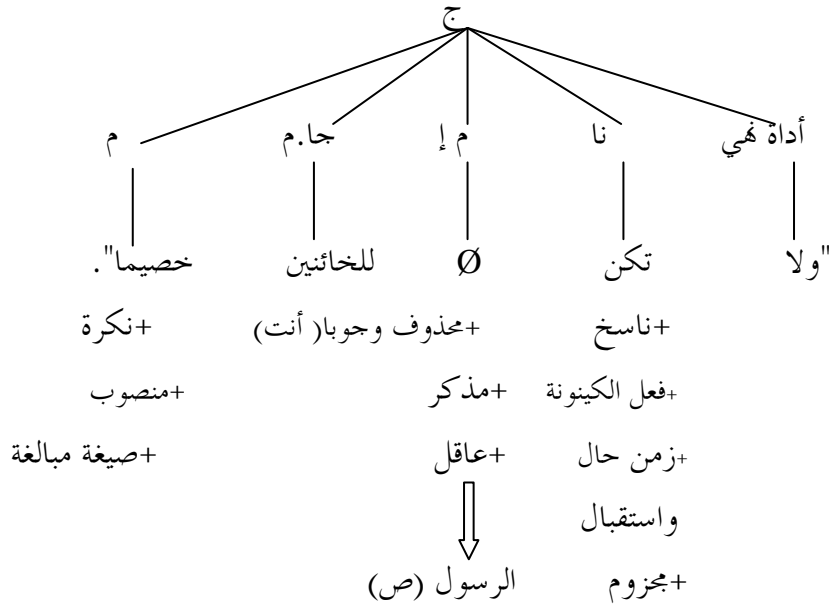 ج
أداة نهي نا م إ جا.م م
"ولا تكن Ø للخائنين خصيما".
+ناسخ +محذوف وجوبا( أنت) +نكرة
+فعل الكينونة +مذكر +منصوب
+زمن حال +عاقل +صيغة مبالغة
واستقبال
+مجزوم الرسول (ص)